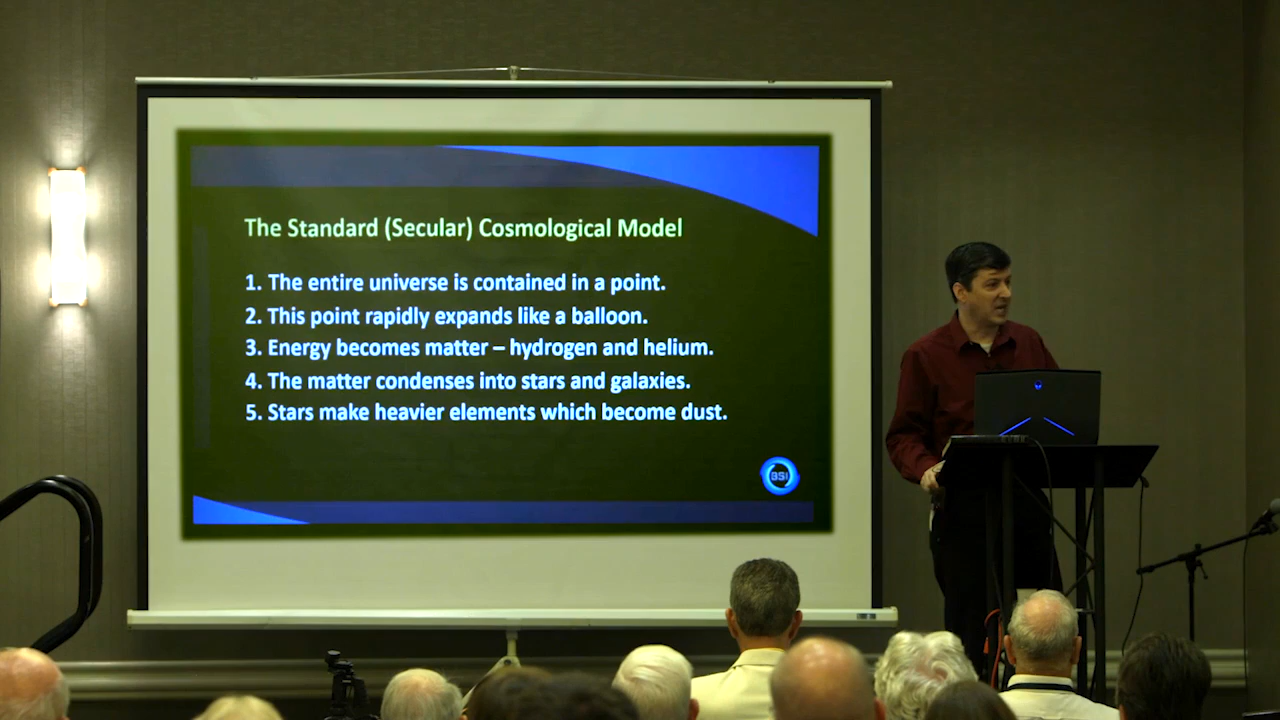 The Standard (Secular) Cosmological Model
1. The entire universe is contained in a point.
2. This point rapidly expands like a balloon.
3. Energy becomes matter – hydrogen and helium.
4. The matter condenses into stars and galaxies.
5. Stars make heavier elements which become dust.
BSI